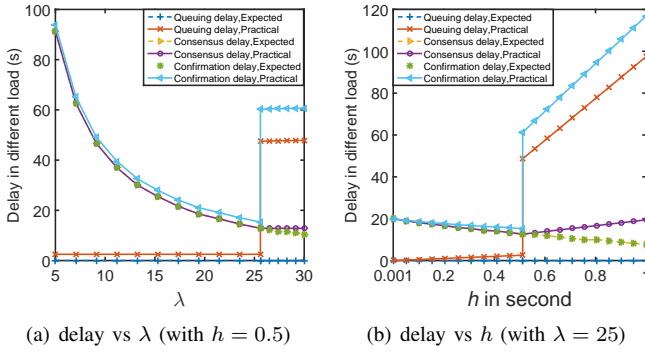 Delay in different load (s)
100
80
60
40
20
0
5
10
15
20
25
30
λ
Queuing delay,Expected
Queuing delay,Practical
Consensus delay,Expected
Consensus delay,Practical
Confirmation delay,Expected
Confirmation delay,Practical
(a) delay vs λ (with h = 0.5)
Delay in different load (s)
120
100
80
60
40
20
0
0.001
0.2
0.4
0.6
0.8
1
h in second
Queuing delay,Expected
Queuing delay,Practical
Consensus delay,Expected
Consensus delay,Practical
Confirmation delay,Expected
Confirmation delay,Practical
(b) delay vs h (with λ = 25)